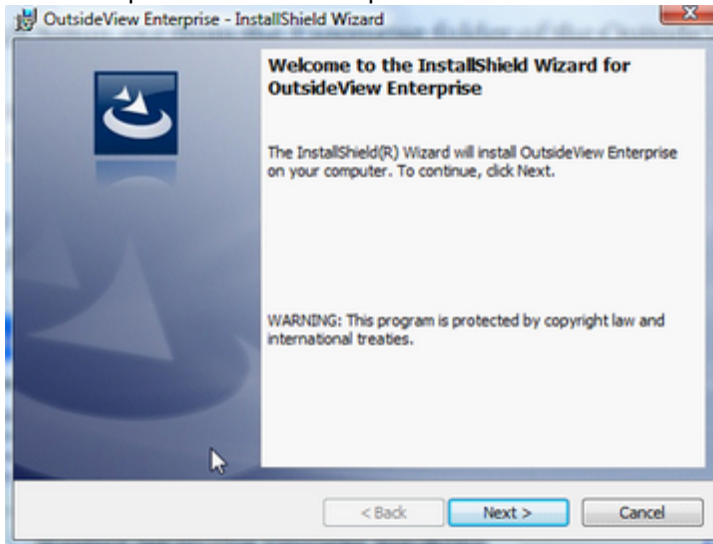 OutsideView Enterprise - InstallShield Wizard
Welcome to the InstallShield Wizard for
OutsideView Enterprise
The InstallShield(R) Wizard will install OutsideView Enterprise
on your computer. To continue, click Next.
WARNING: This program is protected by copyright law and
international treaties.
< Back Next > Cancel